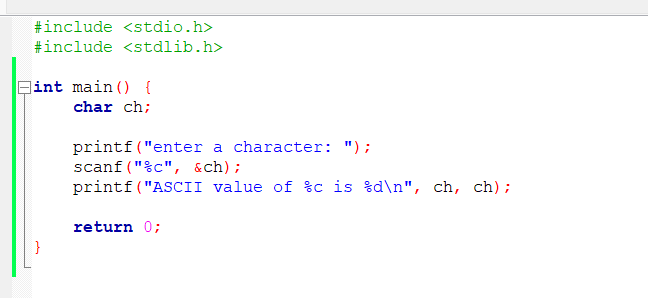 #include <stdio.h>
#include <stdlib.h>
int main() {
char ch;
printf("enter a character: ");
scanf("%c", &ch);
printf("ASCII value of %c is %d\n", ch, ch);
return 0;
}